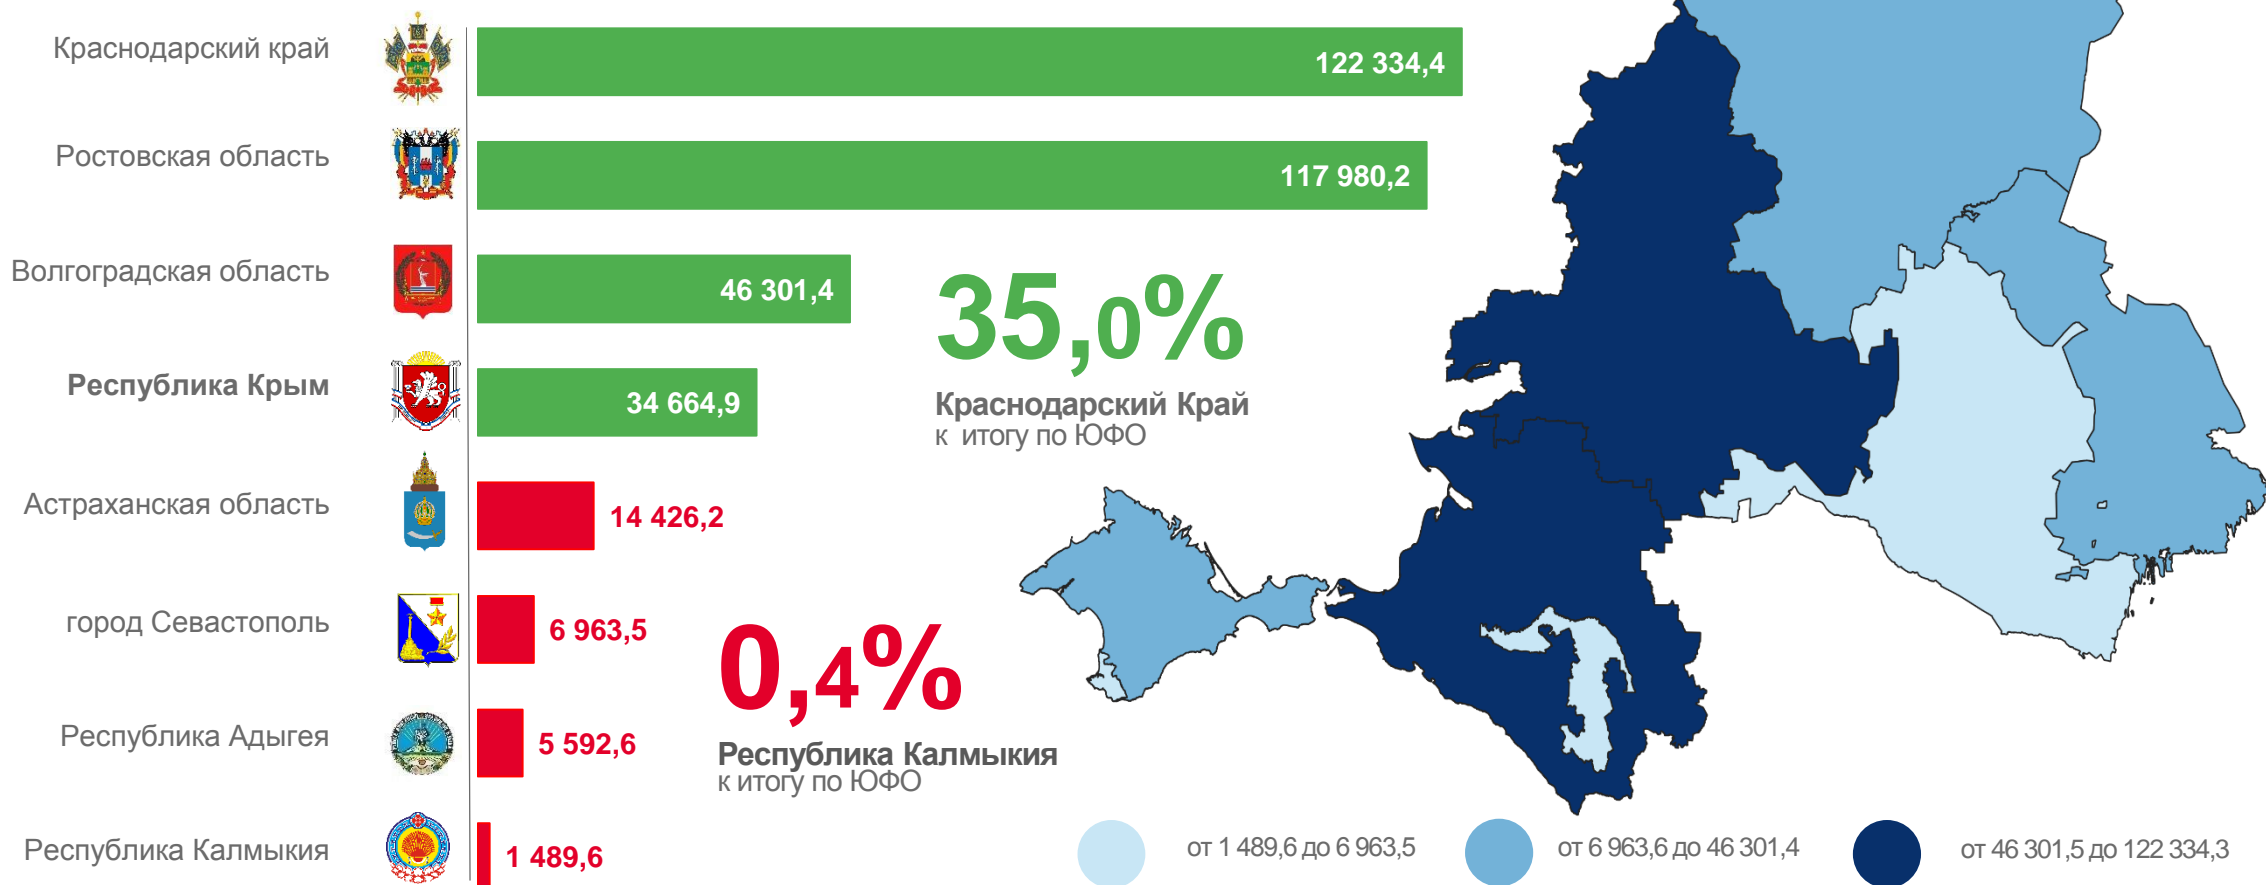 Краснодарский край
122 334,4
Ростовская область
117 980,2
Волгоградская область
46 301,4
Республика Крым
34 664,9
Астраханская область
14 426,2
город Севастополь
6 963,5
Республика Адыгея
5 592,6
Республика Калмыкия
1 489,6
35,0%
Краснодарский Край
к итогу по ЮФО
0,4%
Республика Калмыкия
к итогу по ЮФО
от 1 489,6 до 6 963,5
от 6 963,6 до 46 301,4
от 46 301,5 до 122 334,3